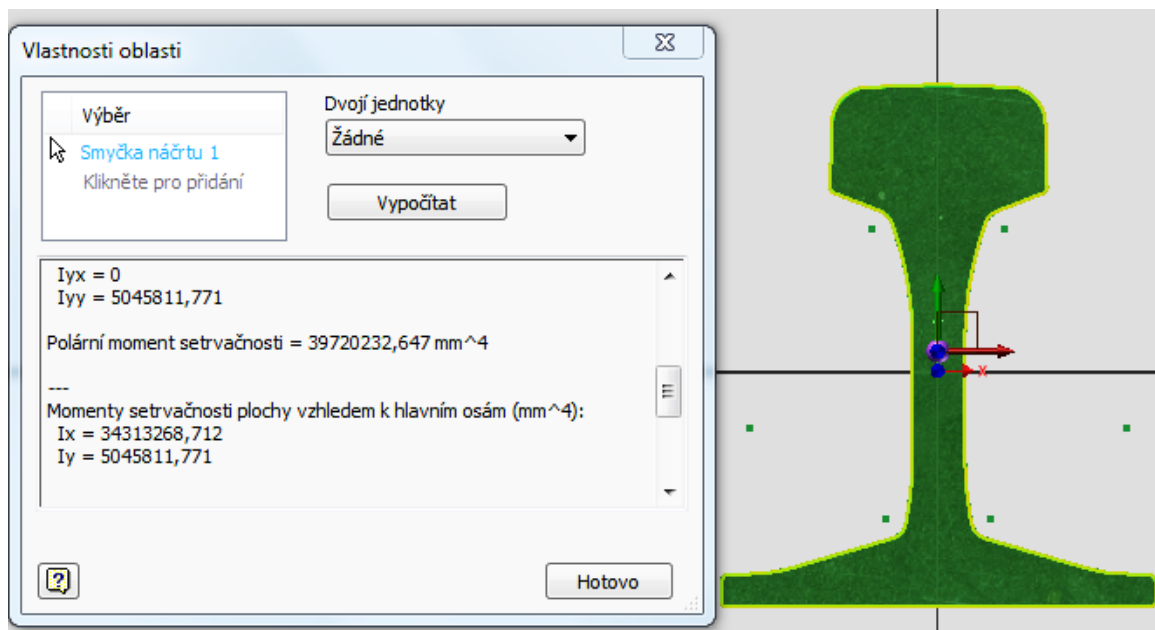 Vlastnosti oblasti
Výběr
Smyčka náčrtu 1
Klikněte pro přidání
Dvojí jednotky
Žádné
Vypočítat
Iyx = 0
Iyy = 5045811,771
Polární moment setrvačnosti = 39720232,647 mm^4
---
Momenty setrvačnosti plochy vzhledem k hlavním osám (mm^4):
Ix = 34313268,712
Iy = 5045811,771
?
Hotovo
x